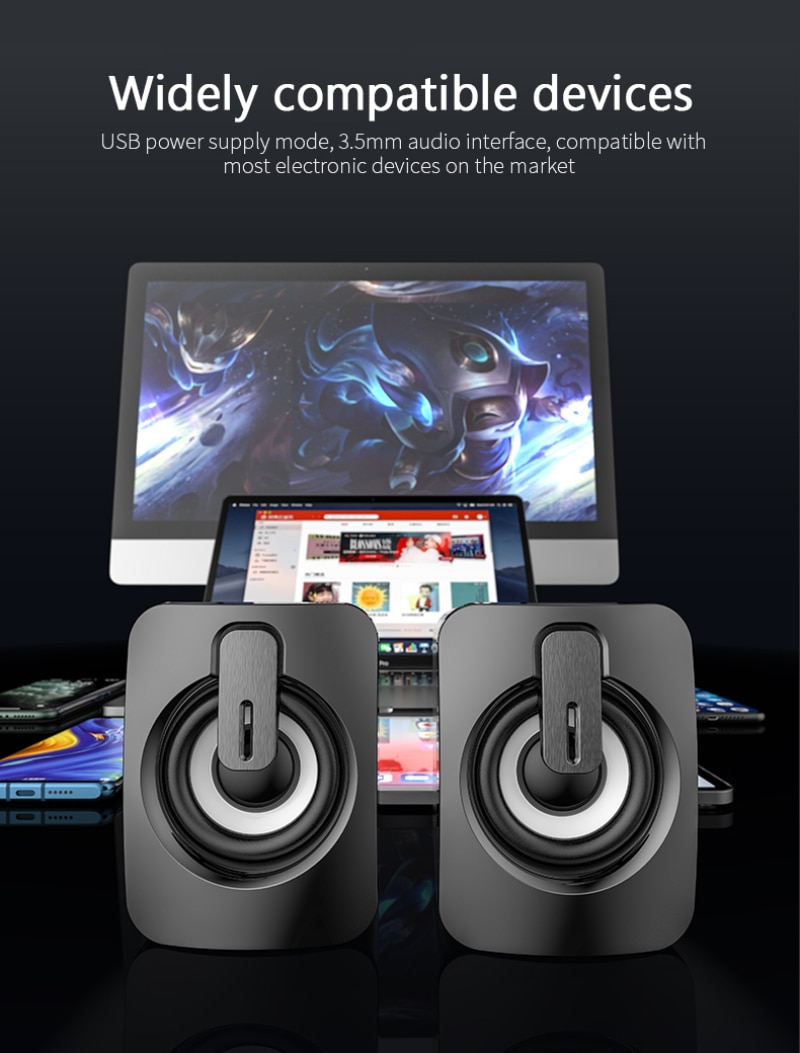 Widely compatible devices
USB power supply mode, 3.5mm audio interface, compatible with
most electronic devices on the market
Pro